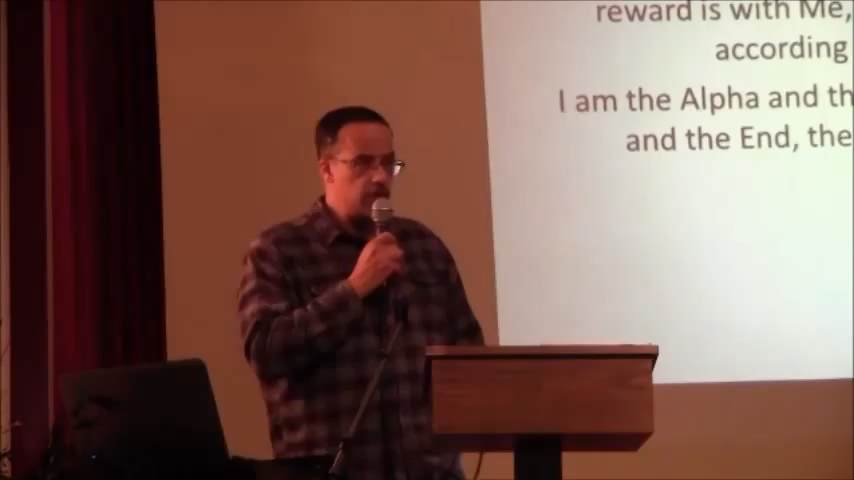 reward is with Me,
according
I am the Alpha and th
and the End, the